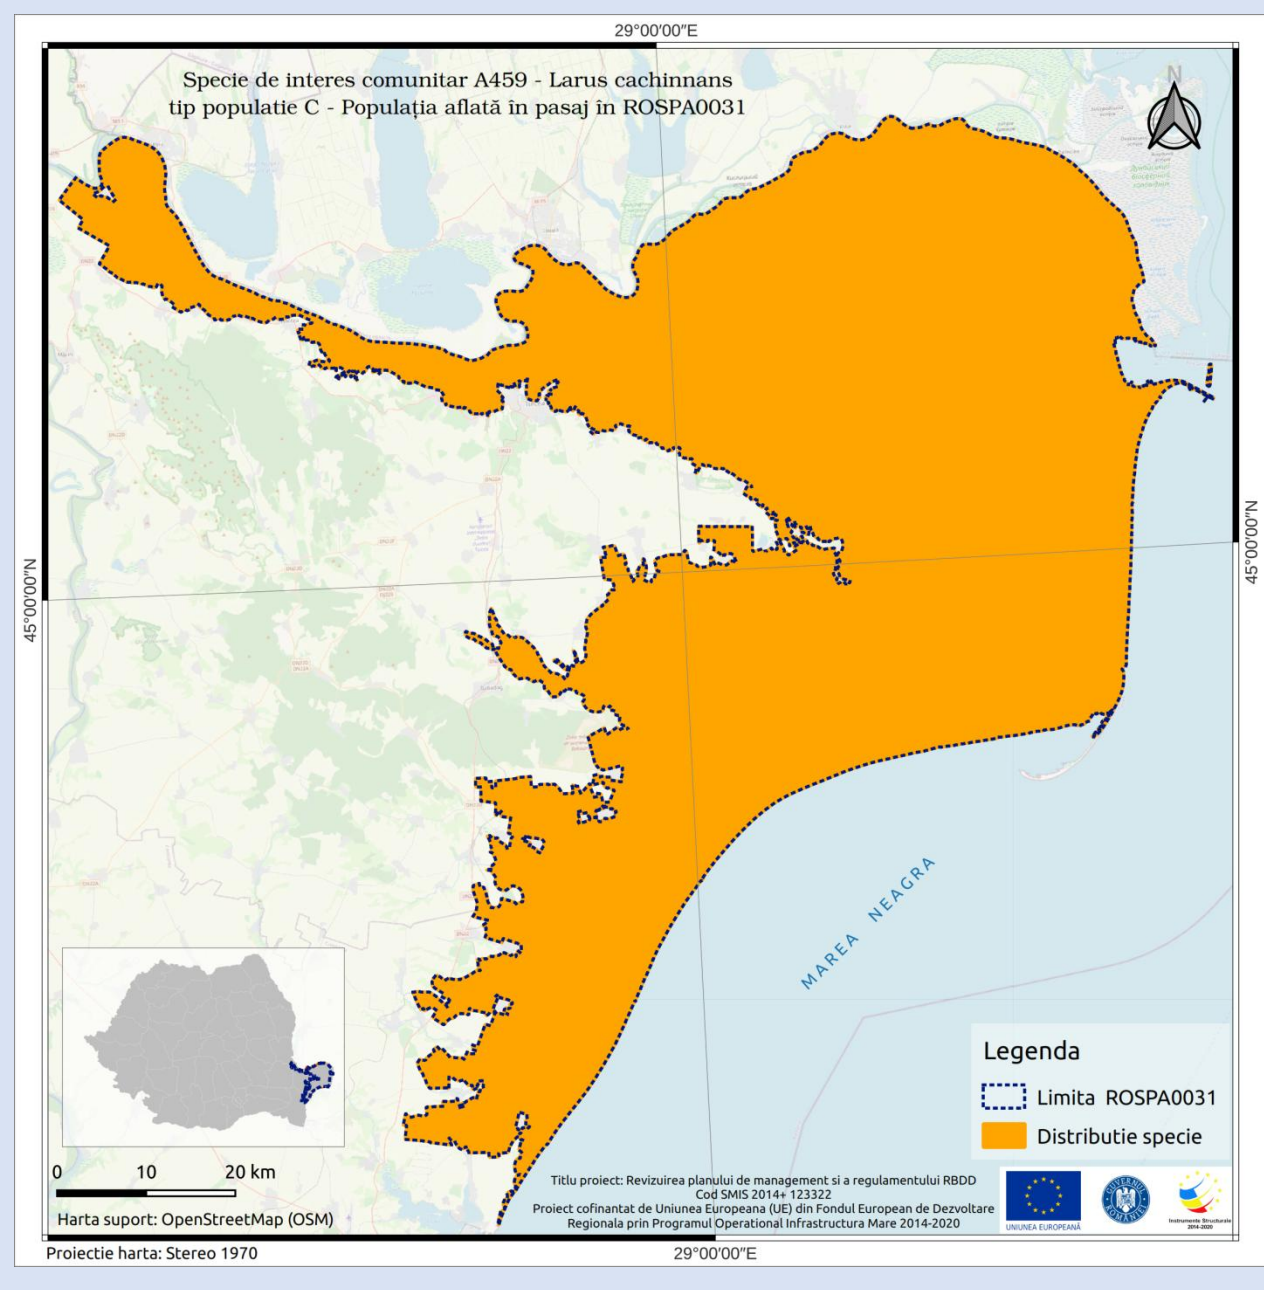 29°00'00"E
Specie de interes comunitar A459 - Larus cachinnans
tip populatie C - Populația aflată în pasaj în ROSPA0031
N
45°00'00"N
45°00'00"N
MAREA NEAGRA
Legenda
Limita ROSPA0031
Distributie specie
0 10 20 km
Harta suport: OpenStreetMap (OSM)
Titlu proiect: Revizuirea planului de management si a regulamentului RBDD
Cod SMIS 2014+ 123322
Proiect cofinantat de Uniunea Europeana (UE) din Fondul European de Dezvoltare
Regionala prin Programul Operational Infrastructura Mare 2014-2020
UNIUNEA EUROPEANĂ
GUVERNUL ROMÂNIEI
Instrumente Structurale
2014-2020
Proiectie harta: Stereo 1970
29°00'00"E